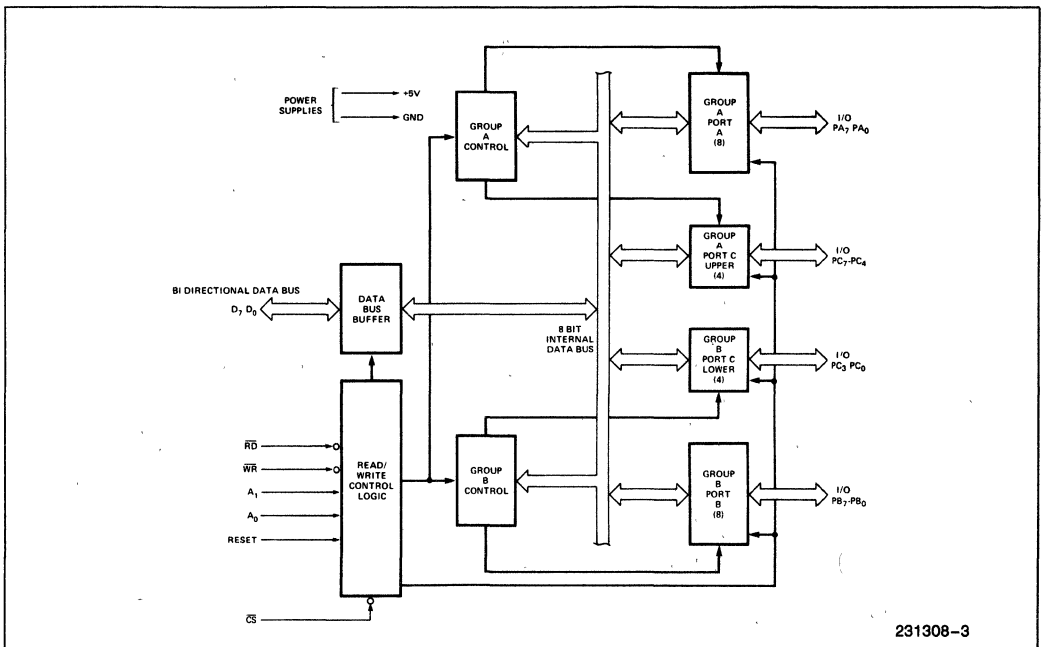 POWER
SUPPLIES
+5V
GND
GROUP
A
CONTROL
GROUP
A
PORT
A
(8)
I/O
PA7 PA0
GROUP
A
PORT C
UPPER
(4)
I/O
PC7-PC4
BI DIRECTIONAL DATA BUS
D7 D0
DATA
BUS
BUFFER
8 BIT
INTERNAL
DATA BUS
GROUP
B
PORT C
LOWER
(4)
I/O
PC3 PC0
RD
WR
A1
A0
RESET
CS
READ/
WRITE
CONTROL
LOGIC
GROUP
B
CONTROL
GROUP
B
PORT
B
(8)
I/O
PB7-PB0
231308-3